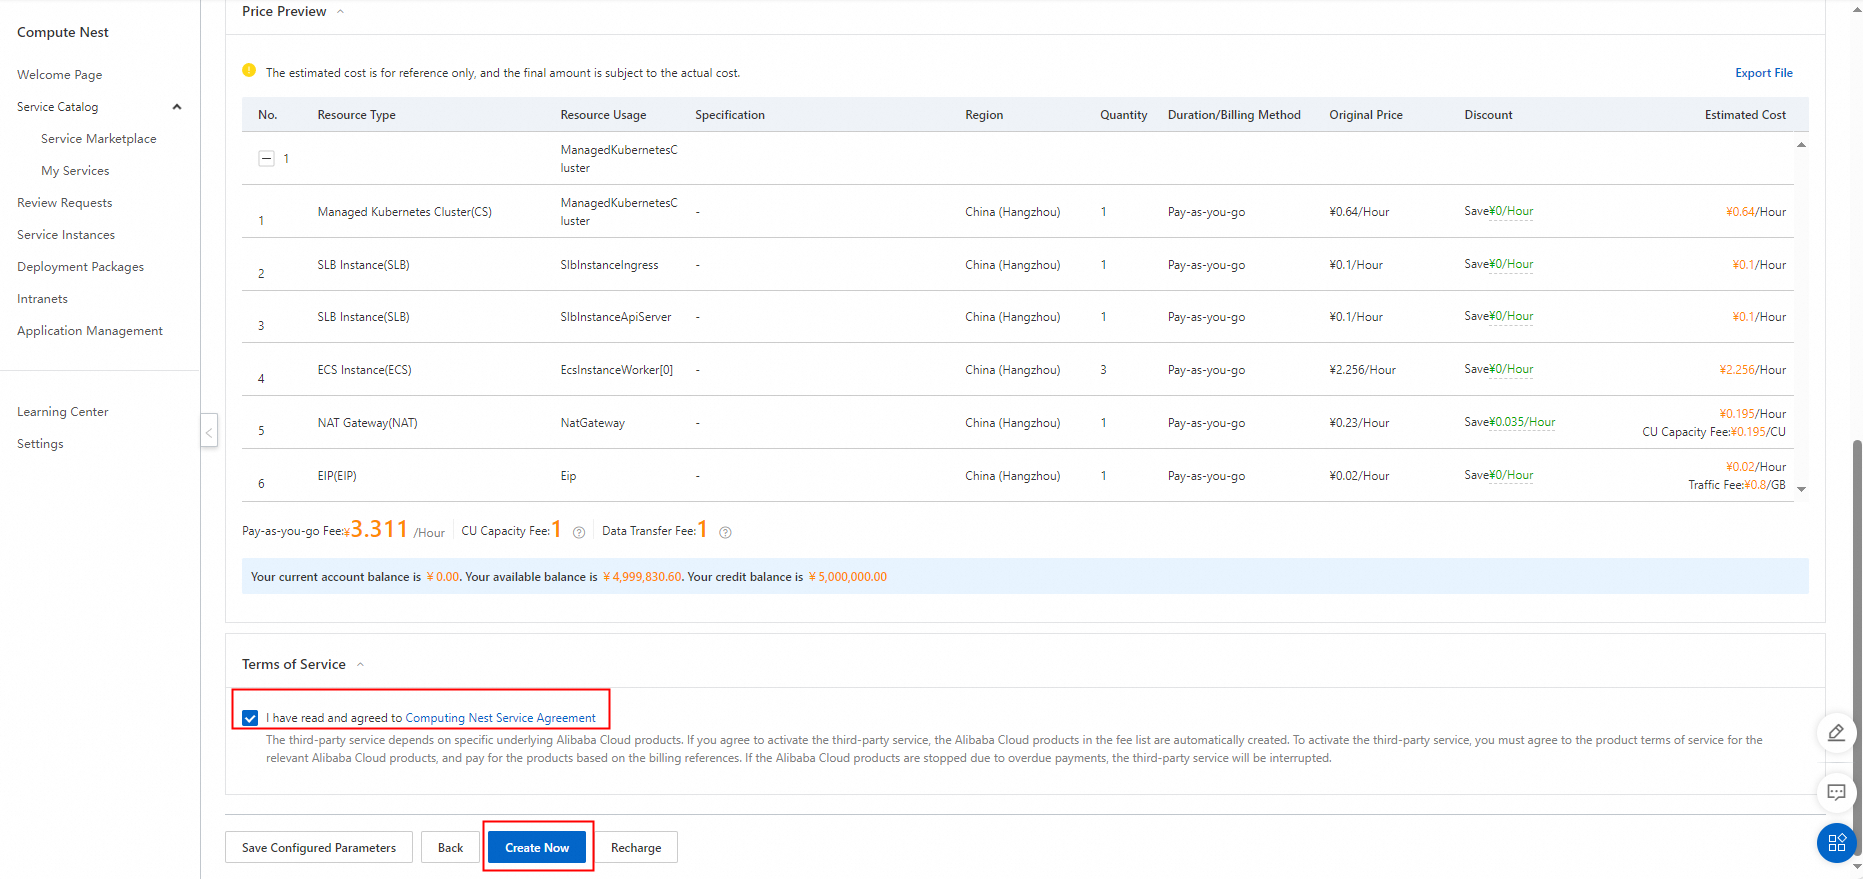 Compute Nest
Welcome Page
Service Catalog
Service Marketplace
My Services
Review Requests
Service Instances
Deployment Packages
Intranets
Application Management
Learning Center
Settings
Price Preview
The estimated cost is for reference only, and the final amount is subject to the actual cost.
Export File
No. Resource Type Resource Usage Specification Region Quantity Duration/Billing Method Original Price Discount Estimated Cost
1 ManagedKubernetesC
luster
1 Managed Kubernetes Cluster(CS) ManagedKubernetesC
luster - China (Hangzhou) 1 Pay-as-you-go ¥0.64/Hour Save¥0/Hour ¥0.64/Hour
2 SLB Instance(SLB) SlbInstanceIngress - China (Hangzhou) 1 Pay-as-you-go ¥0.1/Hour Save¥0/Hour ¥0.1/Hour
3 SLB Instance(SLB) SlbInstanceApiServer - China (Hangzhou) 1 Pay-as-you-go ¥0.1/Hour Save¥0/Hour ¥0.1/Hour
4 ECS Instance(ECS) EcsInstanceWorker[0] - China (Hangzhou) 3 Pay-as-you-go ¥2.256/Hour Save¥0/Hour ¥2.256/Hour
5 NAT Gateway(NAT) NatGateway - China (Hangzhou) 1 Pay-as-you-go ¥0.23/Hour Save¥0.035/Hour ¥0.195/Hour
CU Capacity Fee:¥0.195/CU
6 EIP(EIP) Eip - China (Hangzhou) 1 Pay-as-you-go ¥0.02/Hour Save¥0/Hour ¥0.02/Hour
Traffic Fee:¥0.8/GB
Pay-as-you-go Fee:¥3.311 /Hour CU Capacity Fee:1 Data Transfer Fee:1
Your current account balance is ¥ 0.00. Your available balance is ¥ 4,999,830.60. Your credit balance is ¥ 5,000,000.00
Terms of Service
I have read and agreed to Computing Nest Service Agreement
The third-party service depends on specific underlying Alibaba Cloud products. If you agree to activate the third-party service, the Alibaba Cloud products in the fee list are automatically created. To activate the third-party service, you must agree to the product terms of service for the
relevant Alibaba Cloud products, and pay for the products based on the billing references. If the Alibaba Cloud products are stopped due to overdue payments, the third-party service will be interrupted.
Save Configured Parameters Back Create Now Recharge